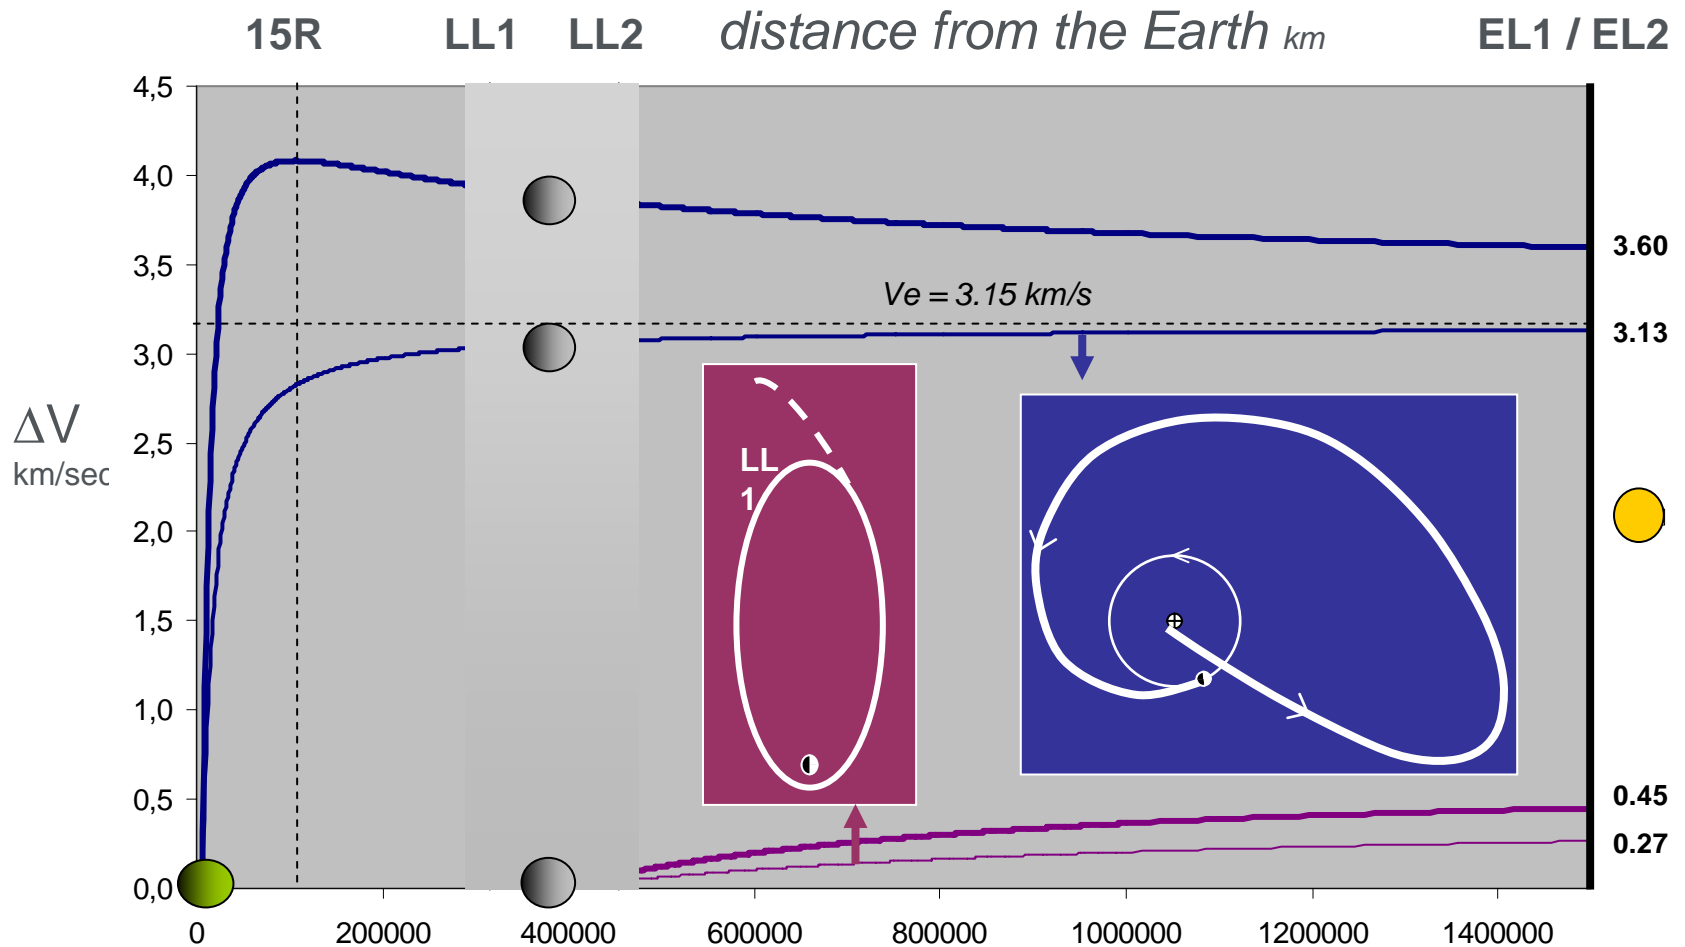 15R LL1 LL2 distance from the Earth km EL1 / EL2
4,5
4,0
3,5
3,0
2,5
2,0
1,5
1,0
0,5
0,0
ΔV
km/sec
Ve = 3.15 km/s
3.60
3.13
LL
1
0.45
0.27
0 200000 400000 600000 800000 1000000 1200000 1400000